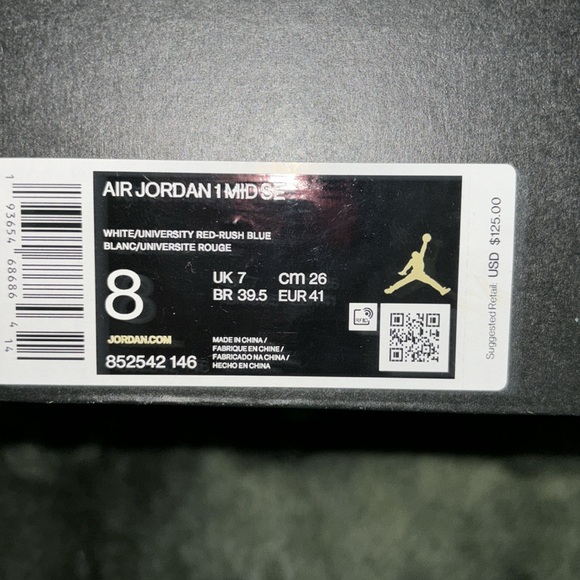 AIR JORDAN 1 MID SE
WHITE/UNIVERSITY RED-RUSH BLUE
BLANC/UNIVERSITE ROUGE
8
UK 7 CM 26
BR 39.5 EUR 41
JORDAN.COM
852542 146
MADE IN CHINA /
FABRIQUE EN CHINE /
FABRICADO NA CHINA /
HECHO EN CHINA
1 93654 68686 414
Suggested Retail: USD $125.00